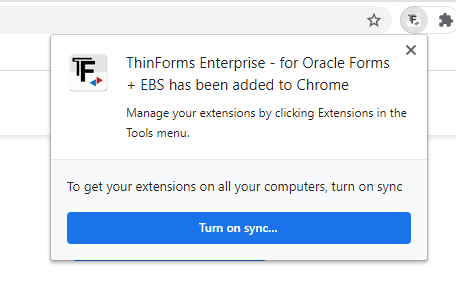 TF
ThinForms Enterprise - for Oracle Forms
+ EBS has been added to Chrome
Manage your extensions by clicking Extensions in the
Tools menu.
To get your extensions on all your computers, turn on sync
Turn on sync...